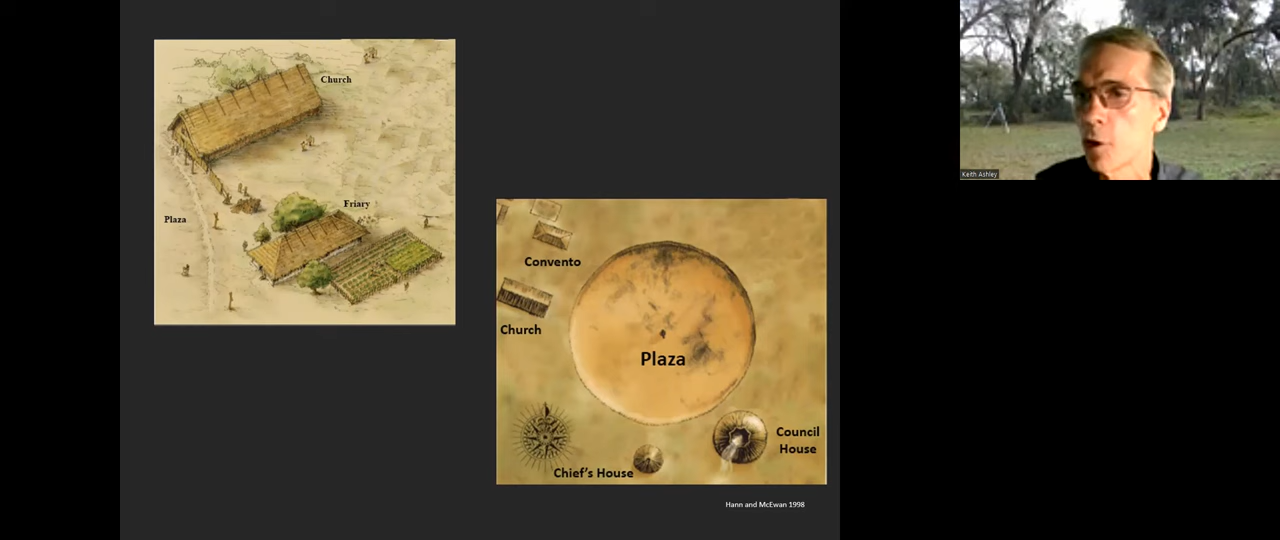 Church
Friary
Plaza
Convento
Church
Plaza
Council
House
Chief's House
Hann and McEwan 1998
Keith Ashley